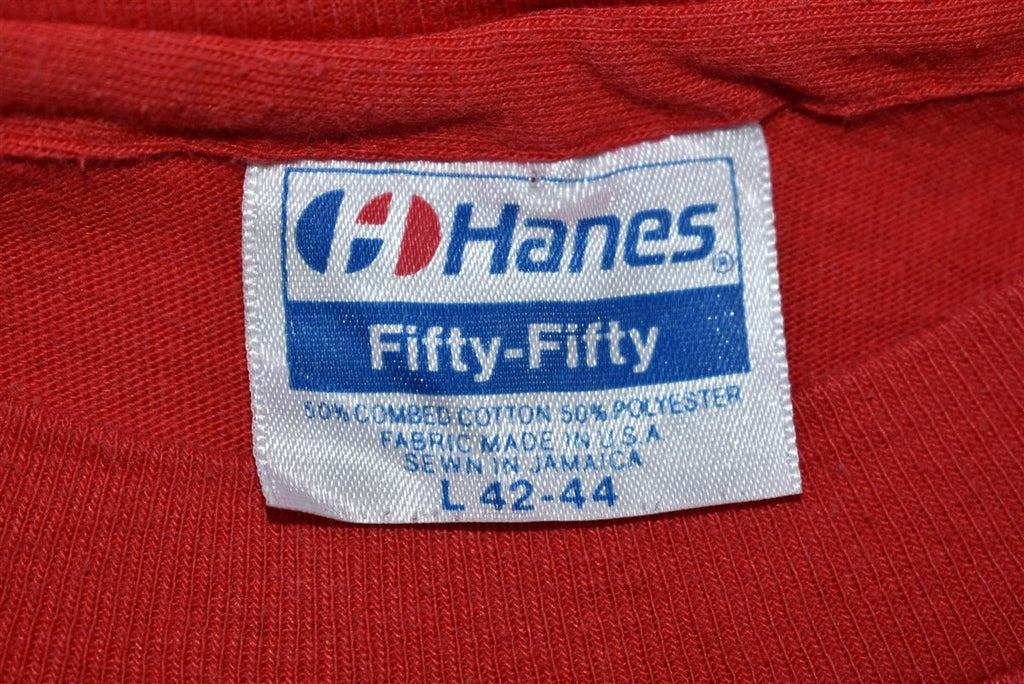 Hanes®
Fifty-Fifty
50% COMBED COTTON 50% POLYESTER
FABRIC MADE IN U.S.A
SEWN IN JAMAICA
L 42-44